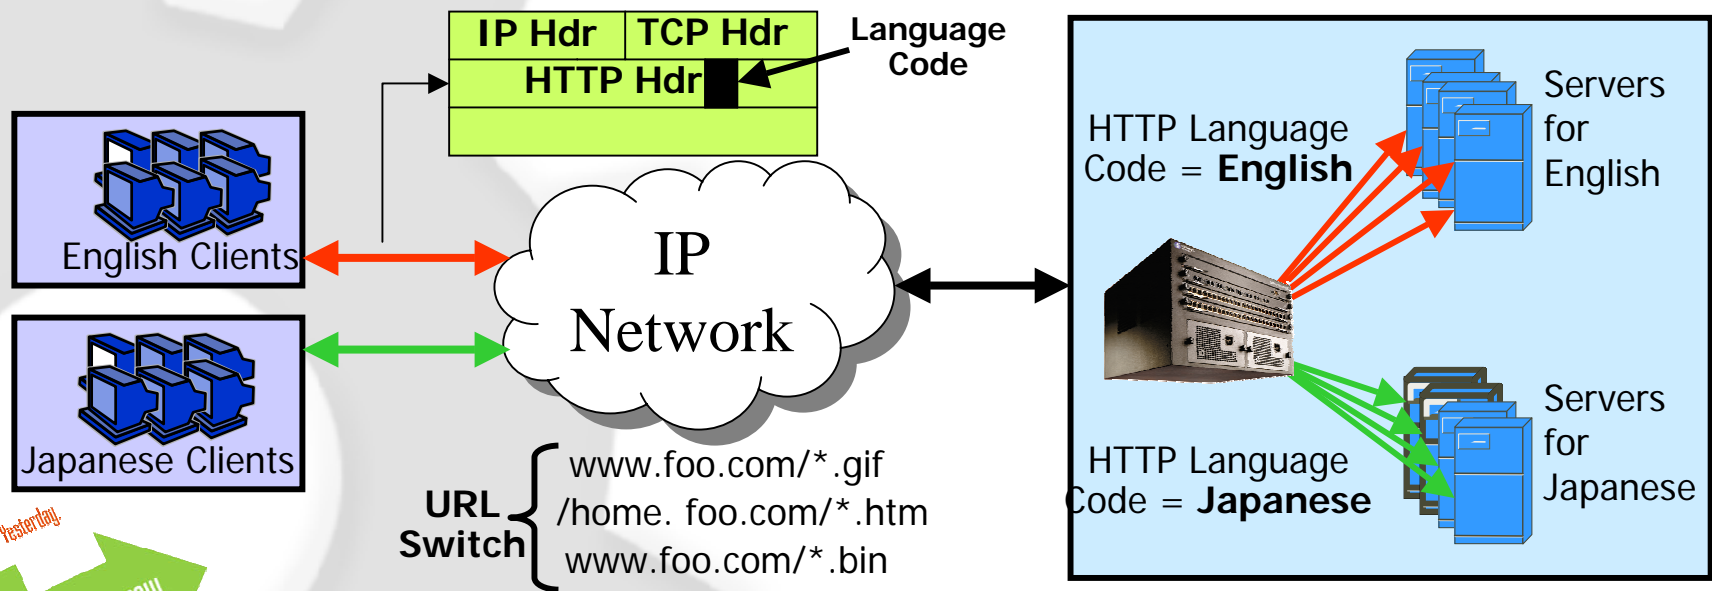 IP Hdr TCP Hdr
HTTP Hdr
Language
Code
English Clients
Japanese Clients
IP
Network
URL
Switch
www.foo.com/*.gif
/home. foo.com/*.htm
www.foo.com/*.bin
HTTP Language
Code = English
Servers
for
English
HTTP Language
Code = Japanese
Servers
for
Japanese
Yesterday.